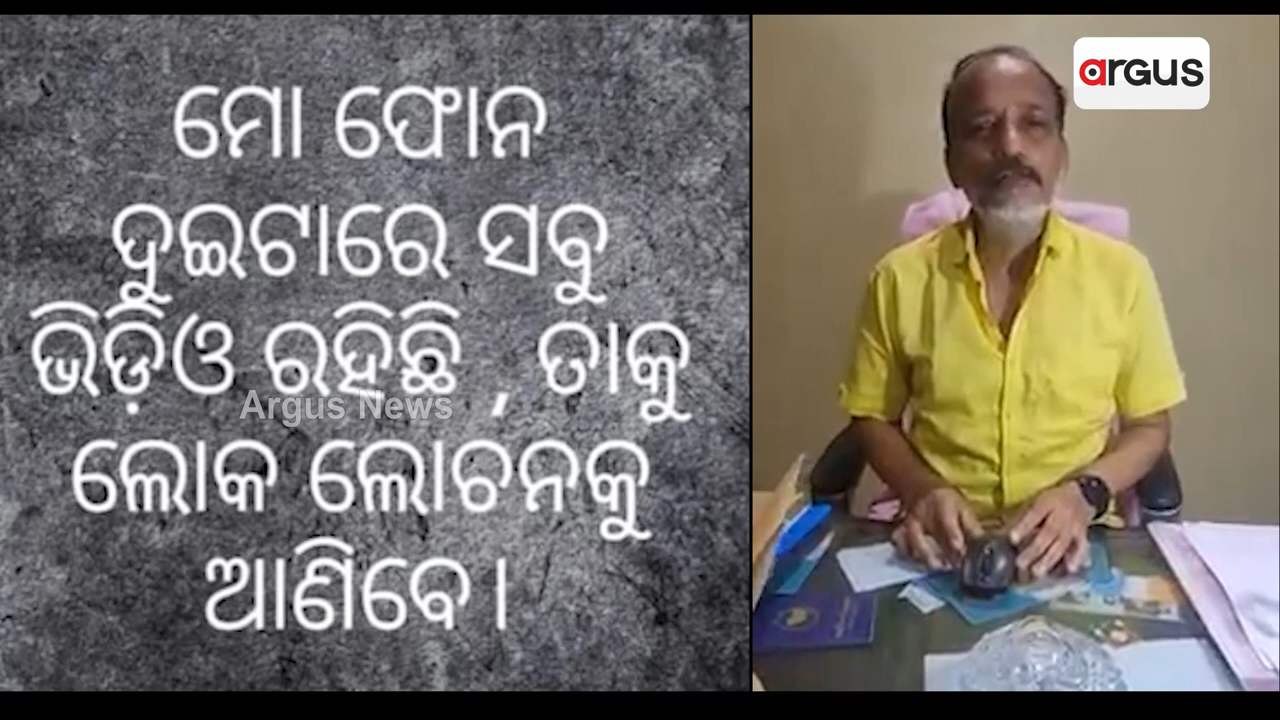 ମୋ ଫୋନ
ଦୁଇଟାରେ ସବୁ
ଭିଡ଼ିଓ ରହିଛି , ତାକୁ
Argus News
ଲୋକ ଲୋଚନକୁ
ଆଣିବେ।
argus